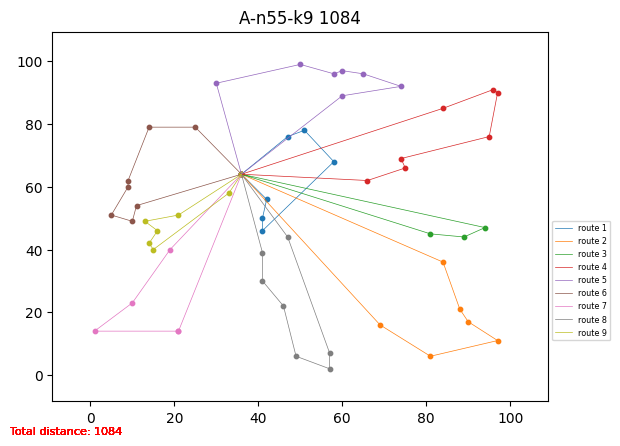 A-n55-k9 1084
100
80
60
40
20
0
0 20 40 60 80 100
route 1
route 2
route 3
route 4
route 5
route 6
route 7
route 8
route 9
Total distance: 1084